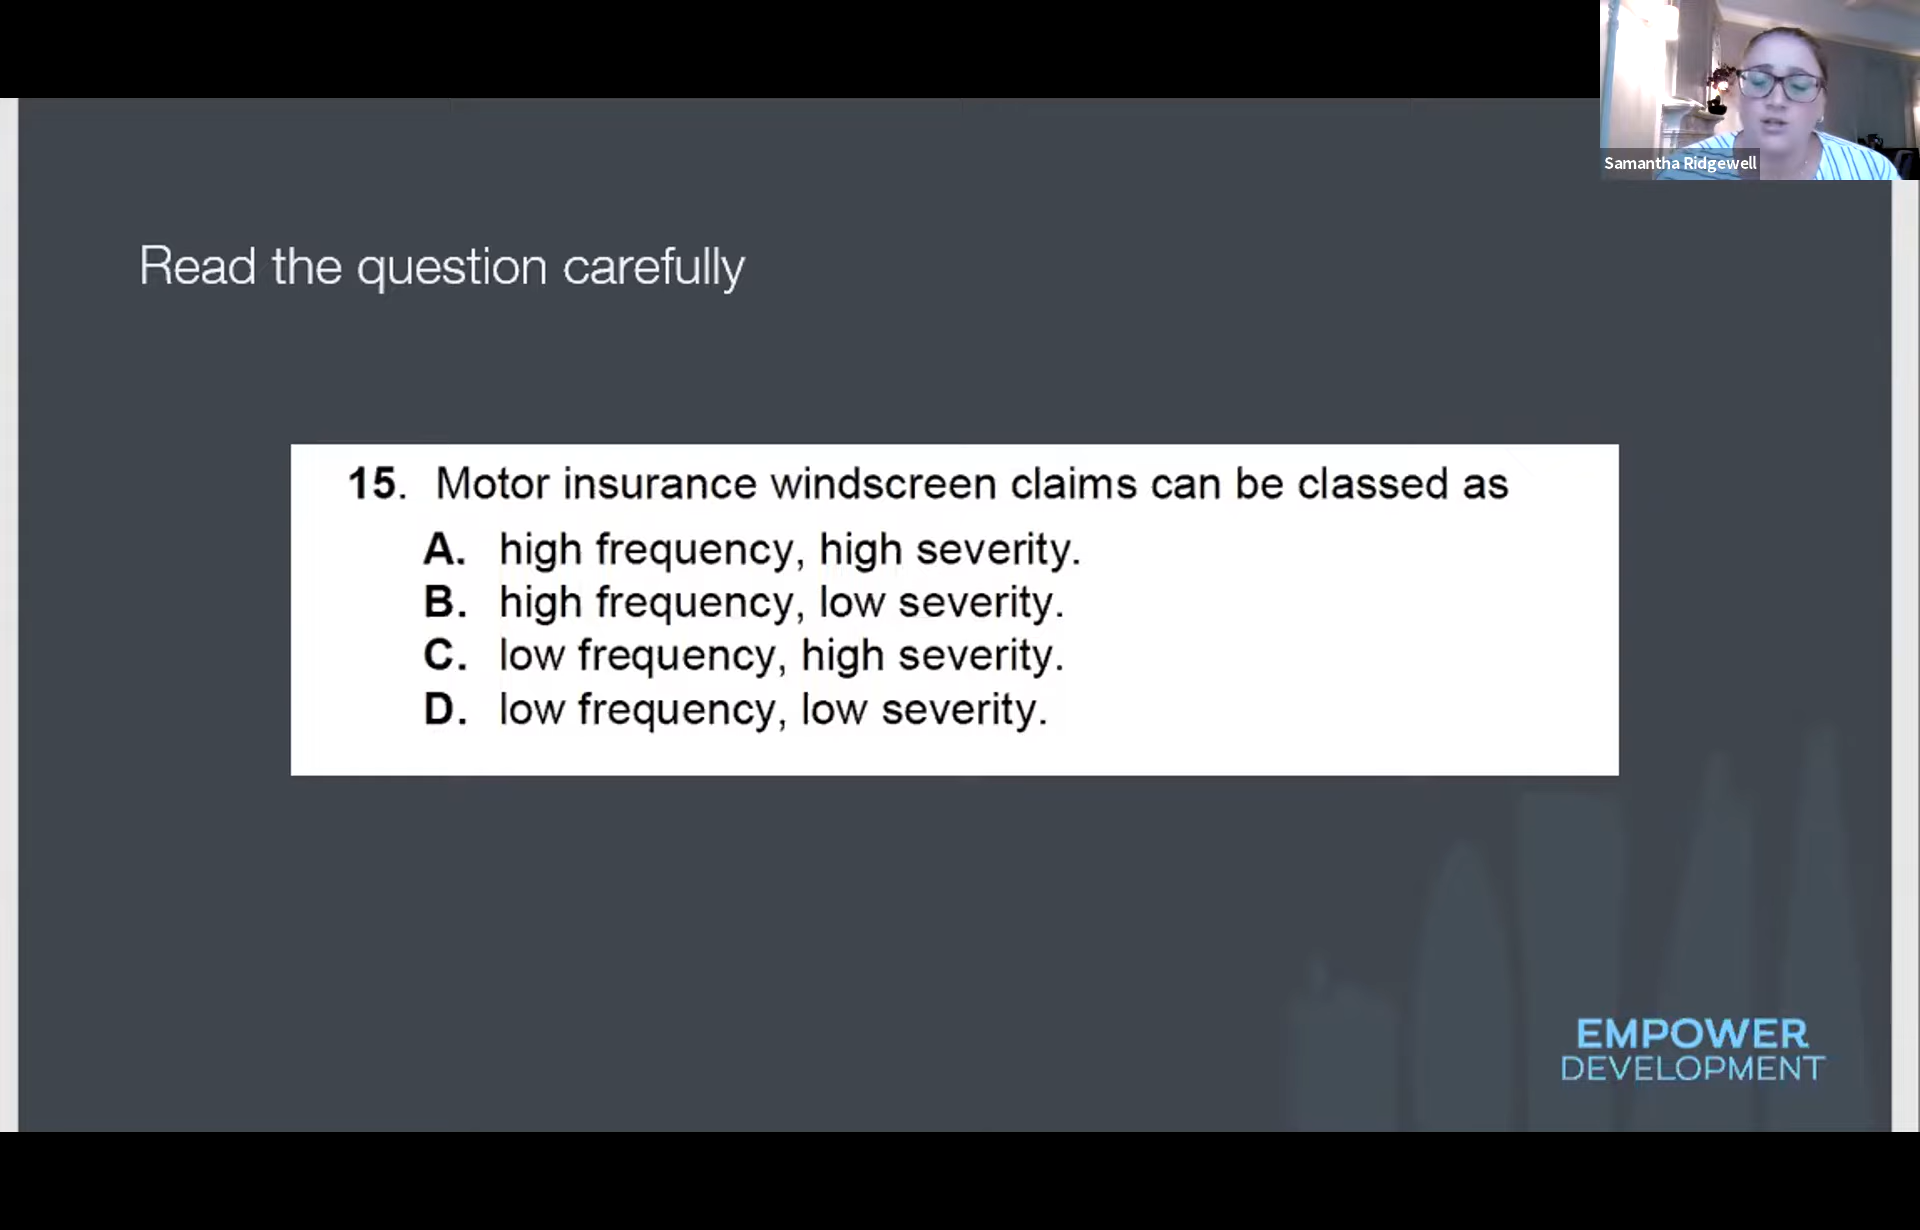 Samantha Ridgewell
Read the question carefully
15. Motor insurance windscreen claims can be classed as
A. high frequency, high severity.
B. high frequency, low severity.
C. low frequency, high severity.
D. low frequency, low severity.
EMPOWER
DEVELOPMENT